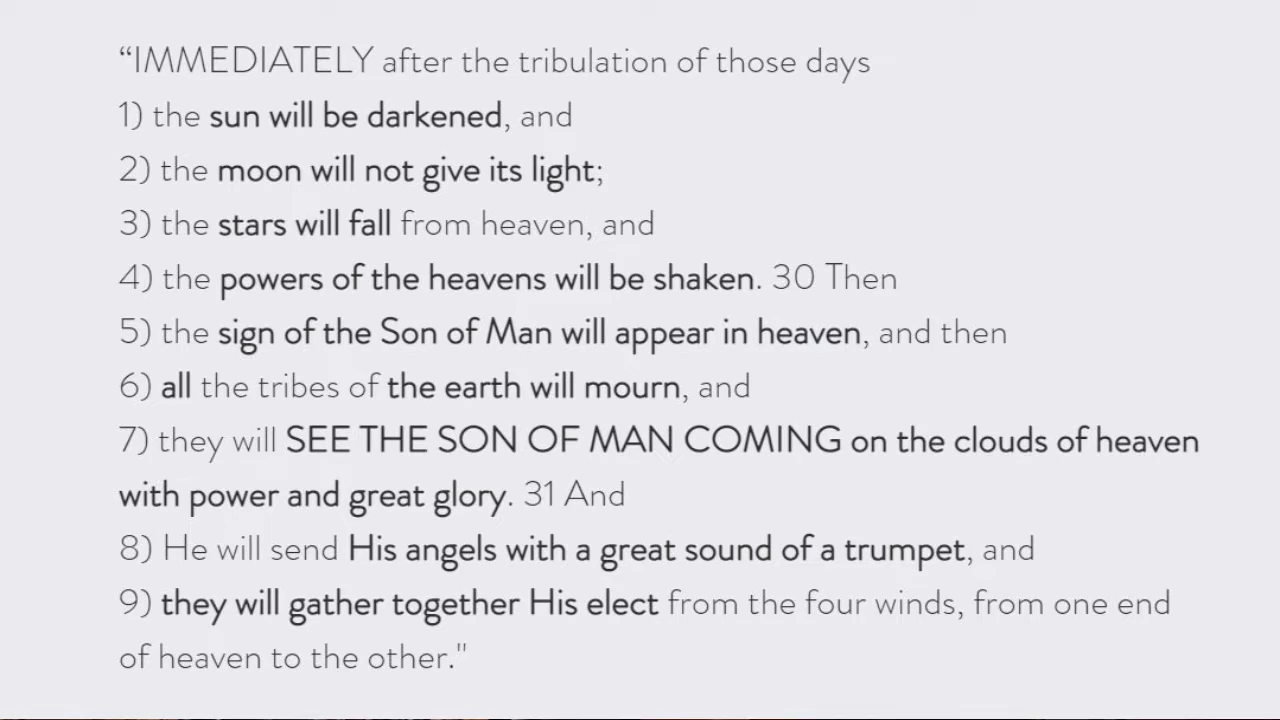 “IMMEDIATELY after the tribulation of those days
1) the sun will be darkened, and
2) the moon will not give its light;
3) the stars will fall from heaven, and
4) the powers of the heavens will be shaken. 30 Then
5) the sign of the Son of Man will appear in heaven, and then
6) all the tribes of the earth will mourn, and
7) they will SEE THE SON OF MAN COMING on the clouds of heaven
with power and great glory. 31 And
8) He will send His angels with a great sound of a trumpet, and
9) they will gather together His elect from the four winds, from one end
of heaven to the other."